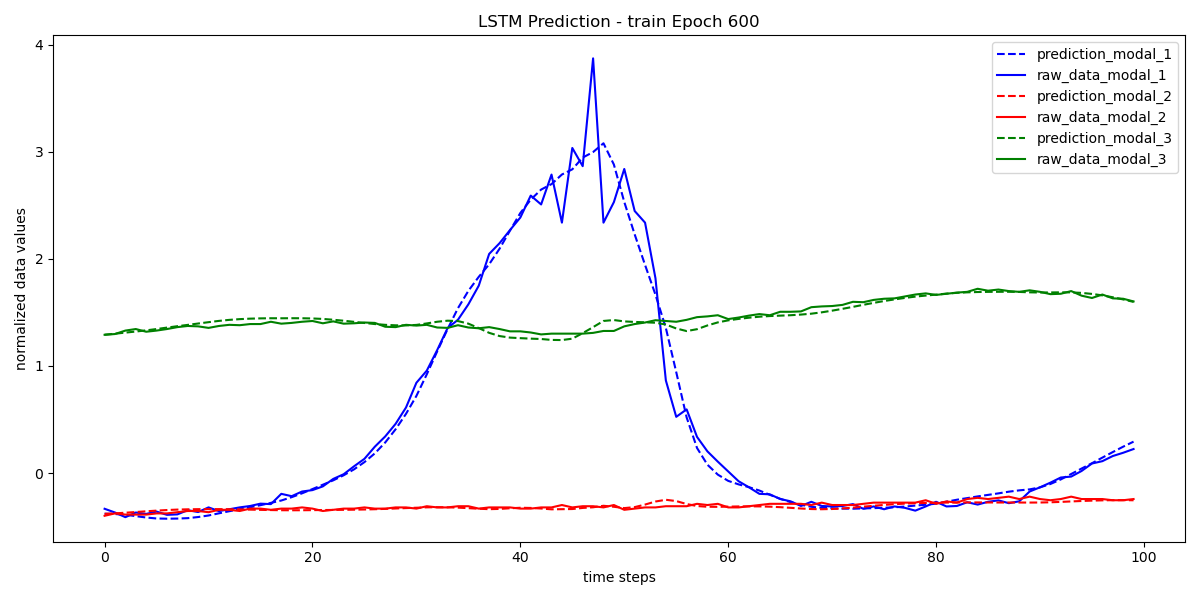 LSTM Prediction - train Epoch 600
prediction_modal_1
raw_data_modal_1
prediction_modal_2
raw_data_modal_2
prediction_modal_3
raw_data_modal_3
normalized data values
4
3
2
1
0
0
20
40
60
80
100
time steps